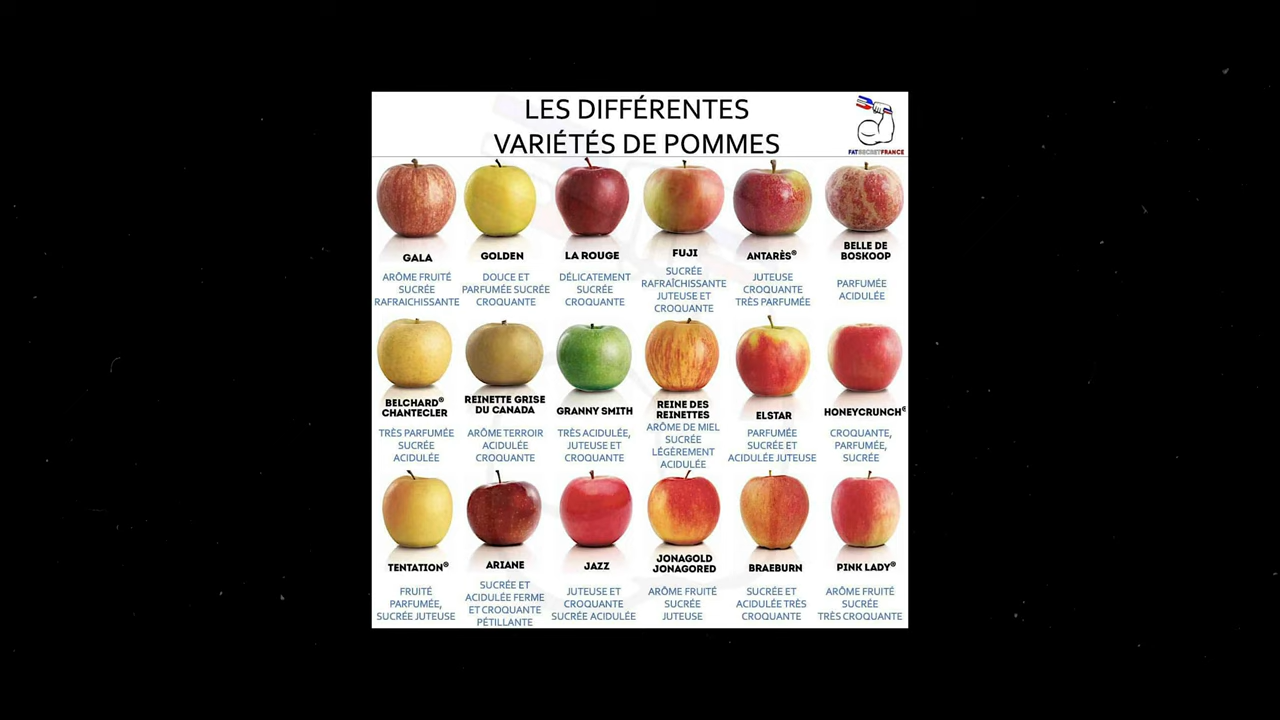 LES DIFFÉRENTES
VARIÉTÉS DE POMMES
FATSECRETFRANCE
GALA
ARÔME FRUITÉ
SUCRÉE
RAFRAICHISSANTE
GOLDEN
DOUCE ET
PARFUMÉE SUCRÉE
CROQUANTE
LA ROUGE
DÉLICATEMENT
SUCRÉE
CROQUANTE
FUJI
SUCRÉE
RAFRAÎCHISSANTE
JUTEUSE ET
CROQUANTE
ANTARÈS®
JUTEUSE
CROQUANTE
TRÈS PARFUMÉE
BELLE DE
BOSKOOP
PARFUMÉE
ACIDULÉE
BELCHARD®
CHANTECLER
TRÈS PARFUMÉE
SUCRÉE
ACIDULÉE
REINETTE GRISE
DU CANADA
ARÔME TERROIR
ACIDULÉE
CROQUANTE
GRANNY SMITH
TRÈS ACIDULÉE,
JUTEUSE ET
CROQUANTE
REINE DES
REINETTES
ARÔME DE MIEL
SUCRÉE
LÉGÈREMENT
ACIDULÉE
ELSTAR
PARFUMÉE
SUCRÉE ET
ACIDULÉE JUTEUSE
HONEYCRUNCH®
CROQUANTE,
PARFUMÉE,
SUCRÉE
TENTATION®
FRUITÉ
PARFUMÉE,
SUCRÉE JUTEUSE
ARIANE
SUCRÉE ET
ACIDULÉE FERME
ET CROQUANTE
PÉTILLANTE
JAZZ
JUTEUSE ET
CROQUANTE
SUCRÉE ACIDULÉE
JONAGOLD
JONAGORED
ARÔME FRUITÉ
SUCRÉE
JUTEUSE
BRAEBURN
SUCRÉE ET
ACIDULÉE TRÈS
CROQUANTE
PINK LADY®
ARÔME FRUITÉ
SUCRÉE
TRÈS CROQUANTE